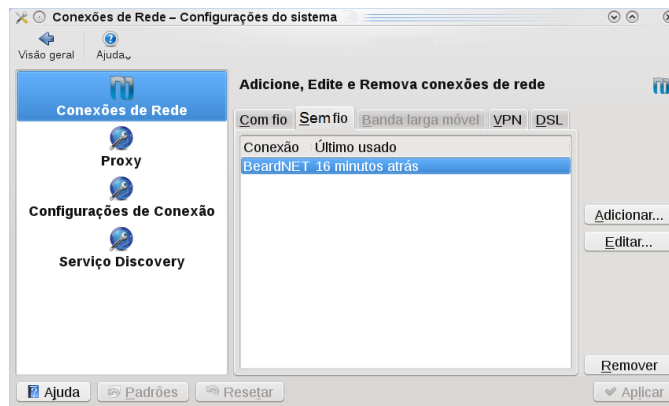 Conexões de Rede – Configurações do sistema
Visão geral
Ajuda
Conexões de Rede
Proxy
Configurações de Conexão
Serviço Discovery
Adicione, Edite e Remova conexões de rede
Com fio Sem fio Banda larga móvel VPN DSL
Conexão Último usado
BeardNET 16 minutos atrás
Adicionar...
Editar...
Remover
Ajuda Padrões Resetar Aplicar